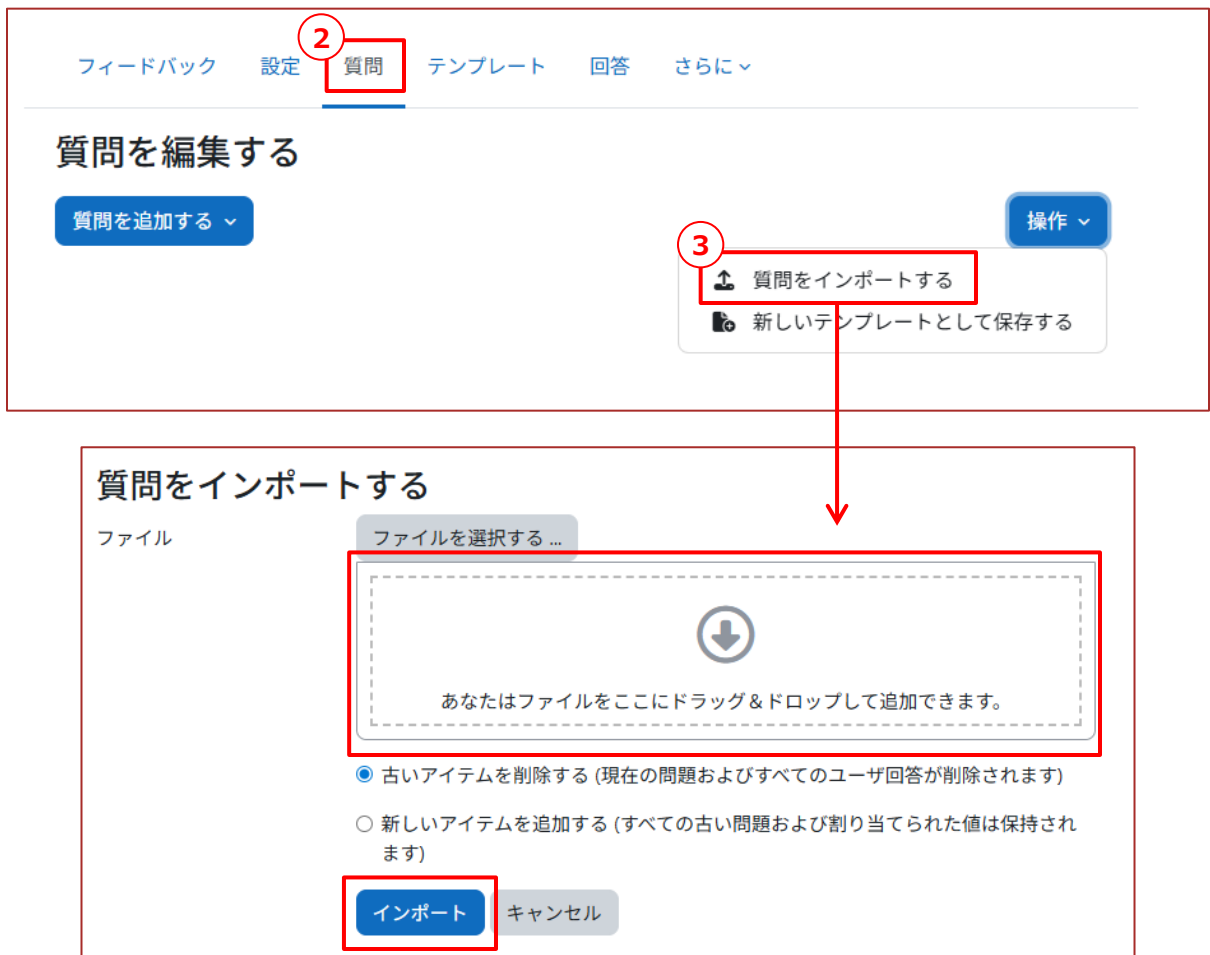 ②
フィードバック 設定 質問 テンプレート 回答 さらに
質問を編集する
質問を追加する 操作
③
質問をインポートする
新しいテンプレートとして保存する
質問をインポートする
ファイル ファイルを選択する ...
あなたはファイルをここにドラッグ＆ドロップして追加できます。
古いアイテムを削除する (現在の問題およびすべてのユーザ回答が削除されます)
新しいアイテムを追加する (すべての古い問題および割り当てられた値は保持され
ます)
インポート キャンセル